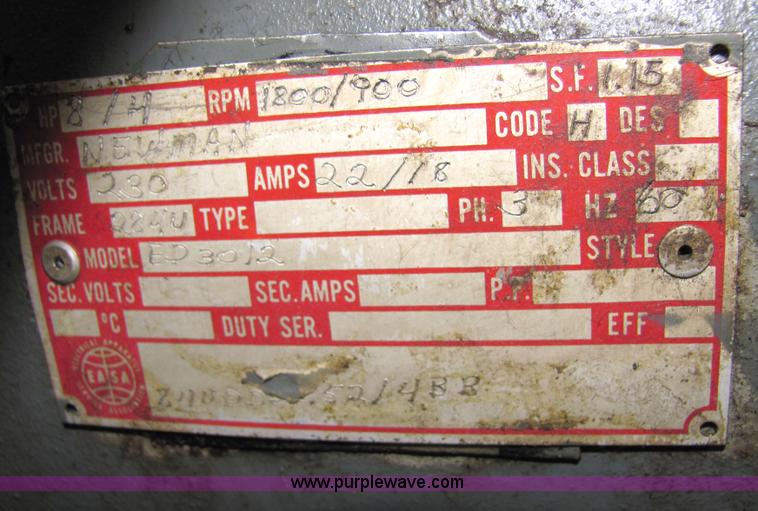 HP 8/4 RPM 1800/900 S.F. 1.15
MFGR. NEWMAN CODE H DES
VOLTS 230 AMPS 22/18 INS. CLASS
FRAME 284U TYPE PH. 3 HZ 60
MODEL EP3012 STYLE
SEC. VOLTS SEC. AMPS P.F.
°C DUTY SER. EFF
EASA
www.purplewave.com